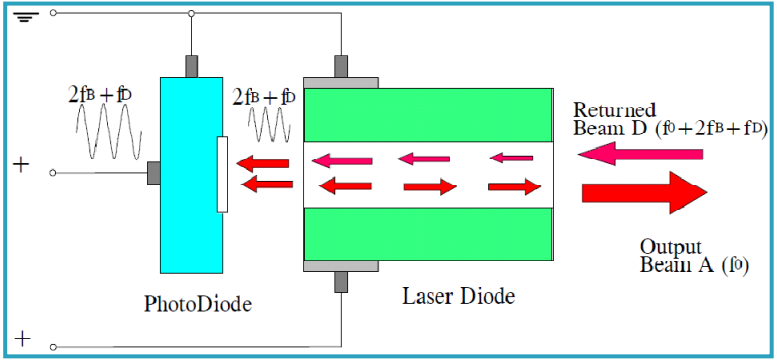 2fB+fD
2fB+fD
Returned
Beam D (f0+2fB+fD)
+
Output
Beam A (f0)
PhotoDiode
Laser Diode
+